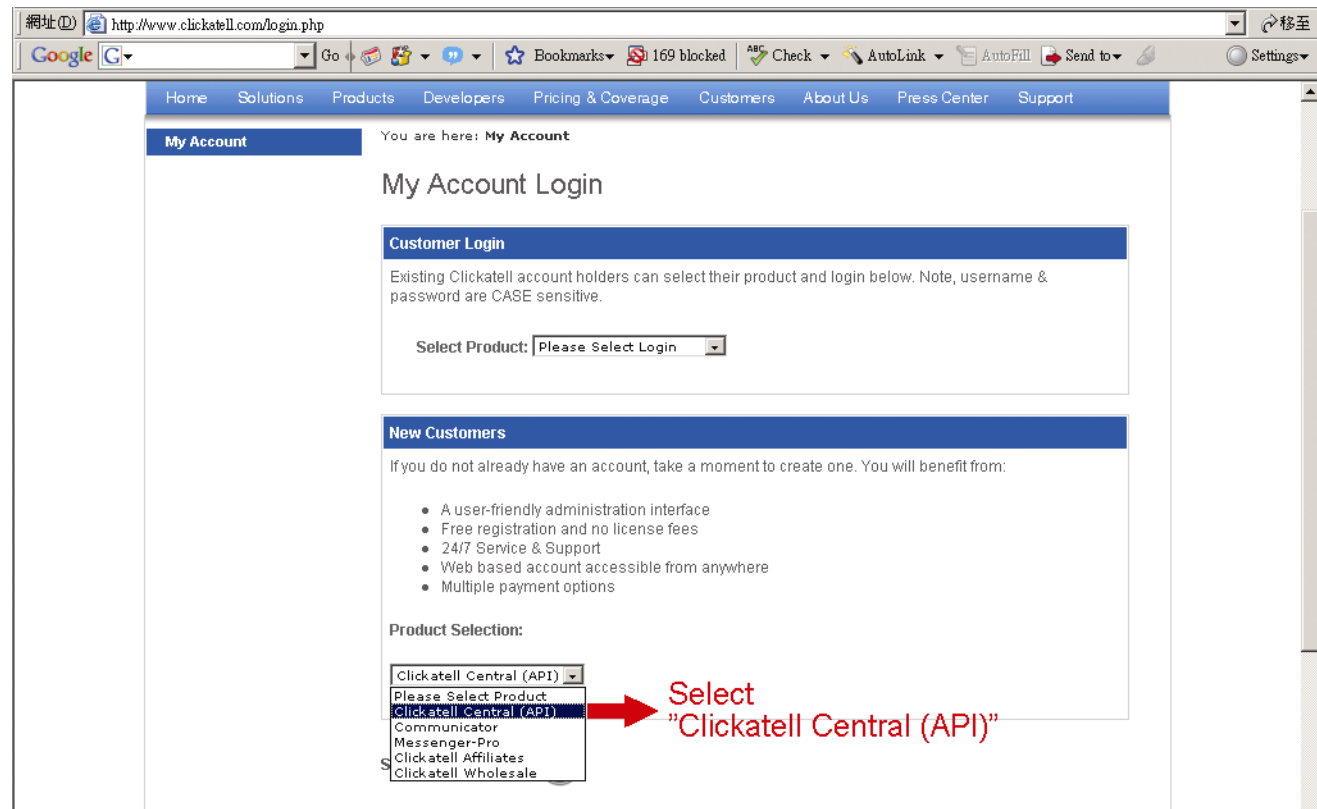 網址(D) http://www.clickatell.com/login.php 移至
Google G Go Bookmarks 169 blocked ABC Check AutoLink AutoFill Send to Settings
Home Solutions Products Developers Pricing & Coverage Customers About Us Press Center Support
My Account
You are here: My Account
My Account Login
Customer Login
Existing Clickatell account holders can select their product and login below. Note, username &
password are CASE sensitive.
Select Product: Please Select Login
New Customers
If you do not already have an account, take a moment to create one. You will benefit from:
A user-friendly administration interface
Free registration and no license fees
24/7 Service & Support
Web based account accessible from anywhere
Multiple payment options
Product Selection:
Clickatell Central (API)
Please Select Product
Clickatell Central (API)
Communicator
Messenger-Pro
Clickatell Affiliates
Clickatell Wholesale
Select
"Clickatell Central (API)"